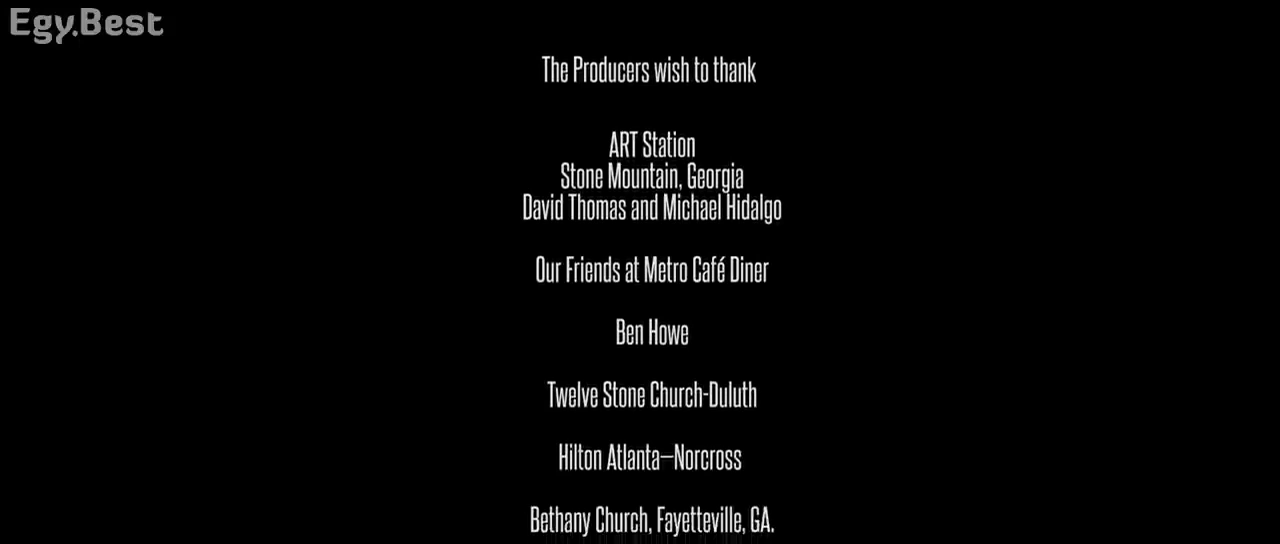 Egy.Best
The Producers wish to thank
ART Station
Stone Mountain, Georgia
David Thomas and Michael Hidalgo
Our Friends at Metro Café Diner
Ben Howe
Twelve Stone Church-Duluth
Hilton Atlanta—Norcross
Bethany Church, Fayetteville, GA.